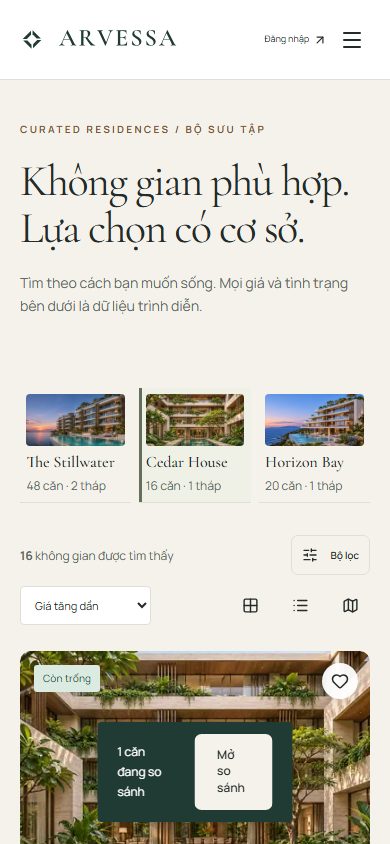 ARVESSA
Đăng nhập
CURATED RESIDENCES / BỘ SƯU TẬP
Không gian phù hợp.
Lựa chọn có cơ sở.
Tìm theo cách bạn muốn sống. Mọi giá và tình trạng
bên dưới là dữ liệu trình diễn.
The Stillwater
48 căn · 2 tháp
Cedar House
16 căn · 1 tháp
Horizon Bay
20 căn · 1 tháp
16 không gian được tìm thấy
Bộ lọc
Giá tăng dần
Còn trống
1 căn
đang so
sánh
Mở
so
sánh